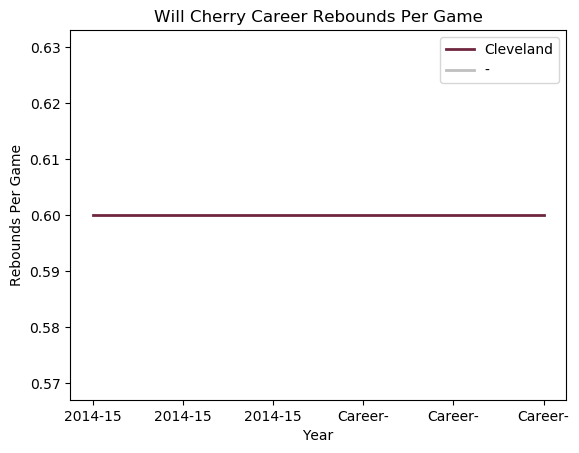 Will Cherry Career Rebounds Per Game
Cleveland
-
0.63
0.62
0.61
0.60
0.59
0.58
0.57
Rebounds Per Game
2014-15 2014-15 2014-15 Career- Career- Career-
Year